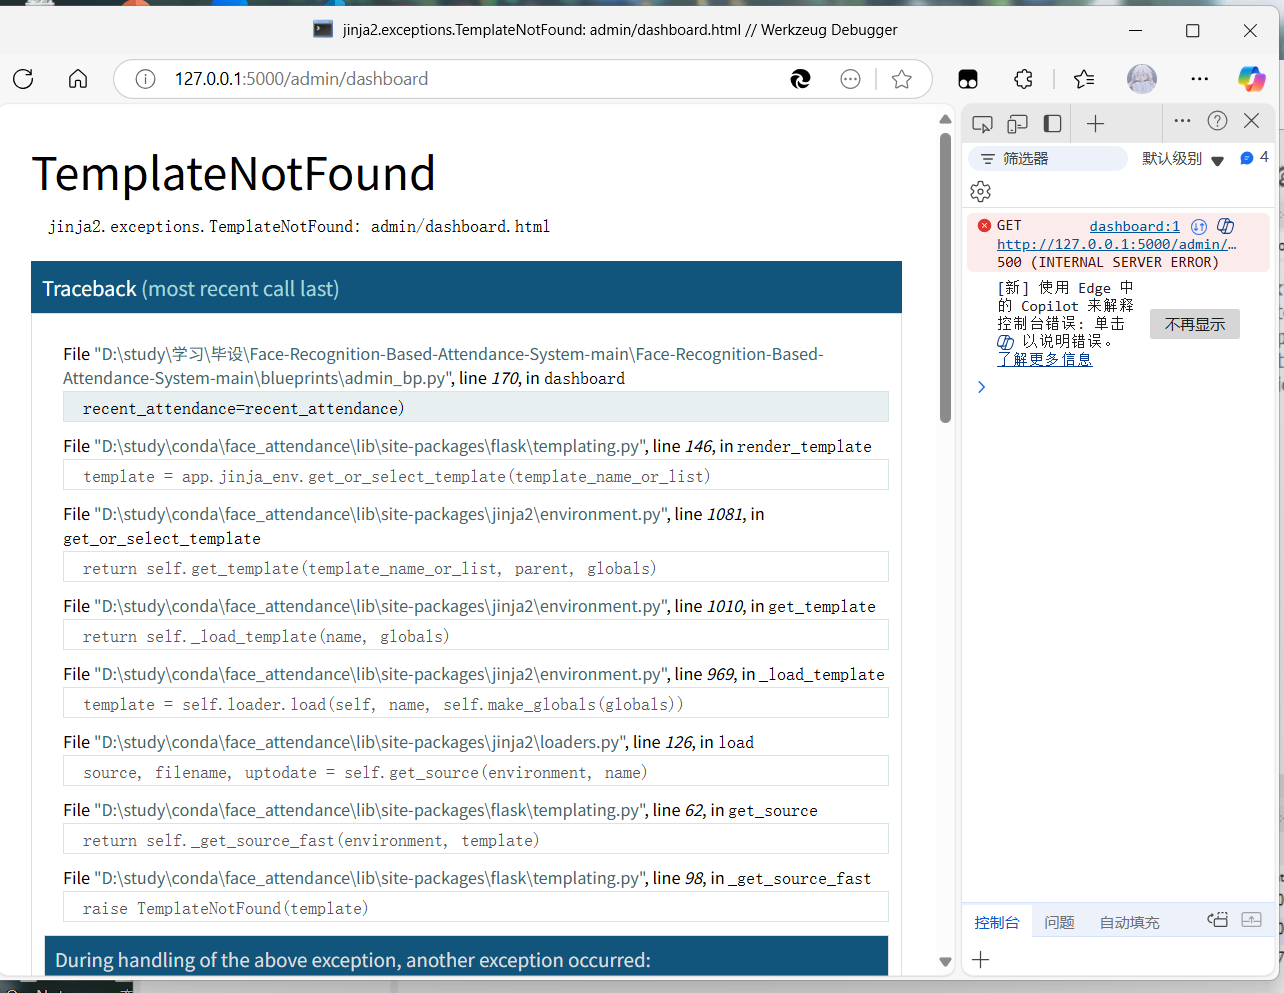 jinja2.exceptions.TemplateNotFound: admin/dashboard.html // Werkzeug Debugger
127.0.0.1:5000/admin/dashboard
TemplateNotFound
jinja2.exceptions.TemplateNotFound: admin/dashboard.html
Traceback (most recent call last)
File "D:\study\学习\毕设\Face-Recognition-Based-Attendance-System-main\Face-Recognition-Based-
Attendance-System-main\blueprints\admin_bp.py", line 170, in dashboard
recent_attendance=recent_attendance)
File "D:\study\conda\face_attendance\lib\site-packages\flask\templating.py", line 146, in render_template
template = app.jinja_env.get_or_select_template(template_name_or_list)
File "D:\study\conda\face_attendance\lib\site-packages\jinja2\environment.py", line 1081, in
get_or_select_template
return self.get_template(template_name_or_list, parent, globals)
File "D:\study\conda\face_attendance\lib\site-packages\jinja2\environment.py", line 1010, in get_template
return self._load_template(name, globals)
File "D:\study\conda\face_attendance\lib\site-packages\jinja2\environment.py", line 969, in _load_template
template = self.loader.load(self, name, self.make_globals(globals))
File "D:\study\conda\face_attendance\lib\site-packages\jinja2\loaders.py", line 126, in load
source, filename, uptodate = self.get_source(environment, name)
File "D:\study\conda\face_attendance\lib\site-packages\flask\templating.py", line 62, in get_source
return self._get_source_fast(environment, template)
File "D:\study\conda\face_attendance\lib\site-packages\flask\templating.py", line 98, in _get_source_fast
raise TemplateNotFound(template)
During handling of the above exception, another exception occurred:
筛选器 默认级别 4
GET dashboard:1
http://127.0.0.1:5000/admin/…
500 (INTERNAL SERVER ERROR)
[新] 使用 Edge 中
的 Copilot 来解释
控制台错误: 单击
以说明错误。
了解更多信息
不再显示
控制台 问题 自动填充